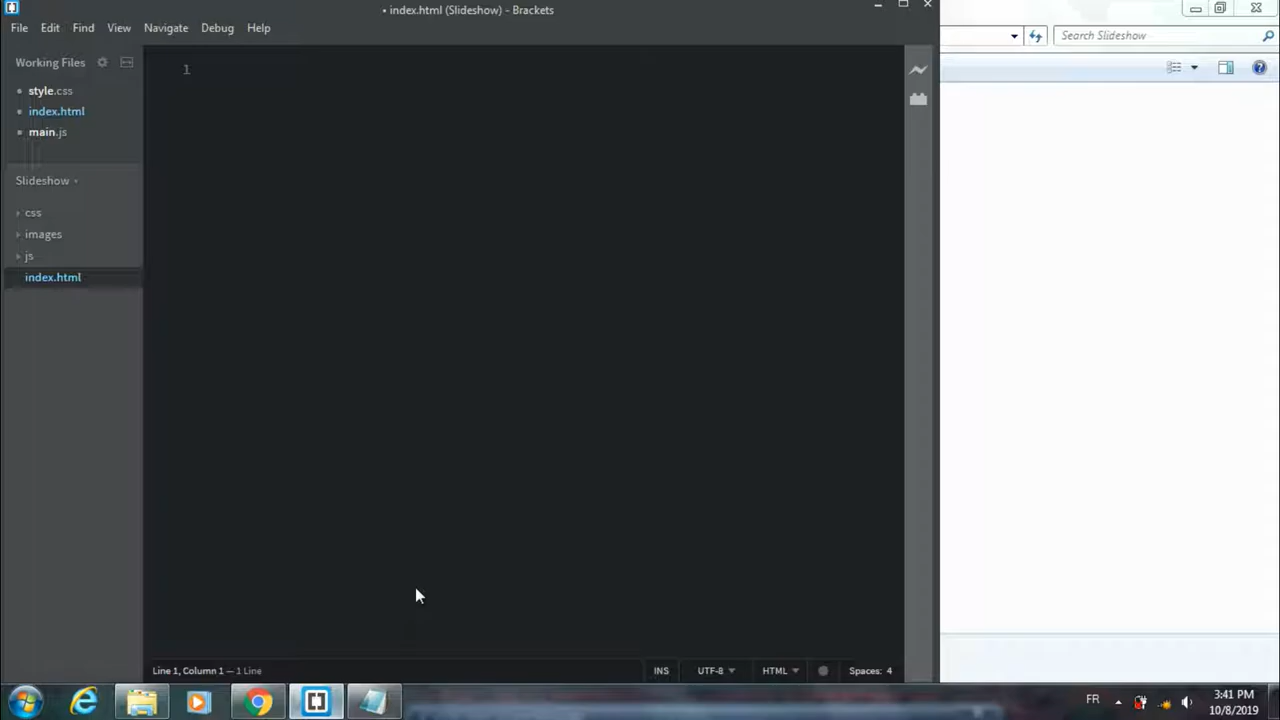 • index.html (Slideshow) - Brackets
File Edit Find View Navigate Debug Help
Search Slideshow
Working Files
style.css
index.html
main.js
Slideshow
css
images
js
index.html
1
Line 1, Column 1 — 1 Line
INS
UTF-8
HTML
Spaces: 4
FR
3:41 PM
10/8/2019